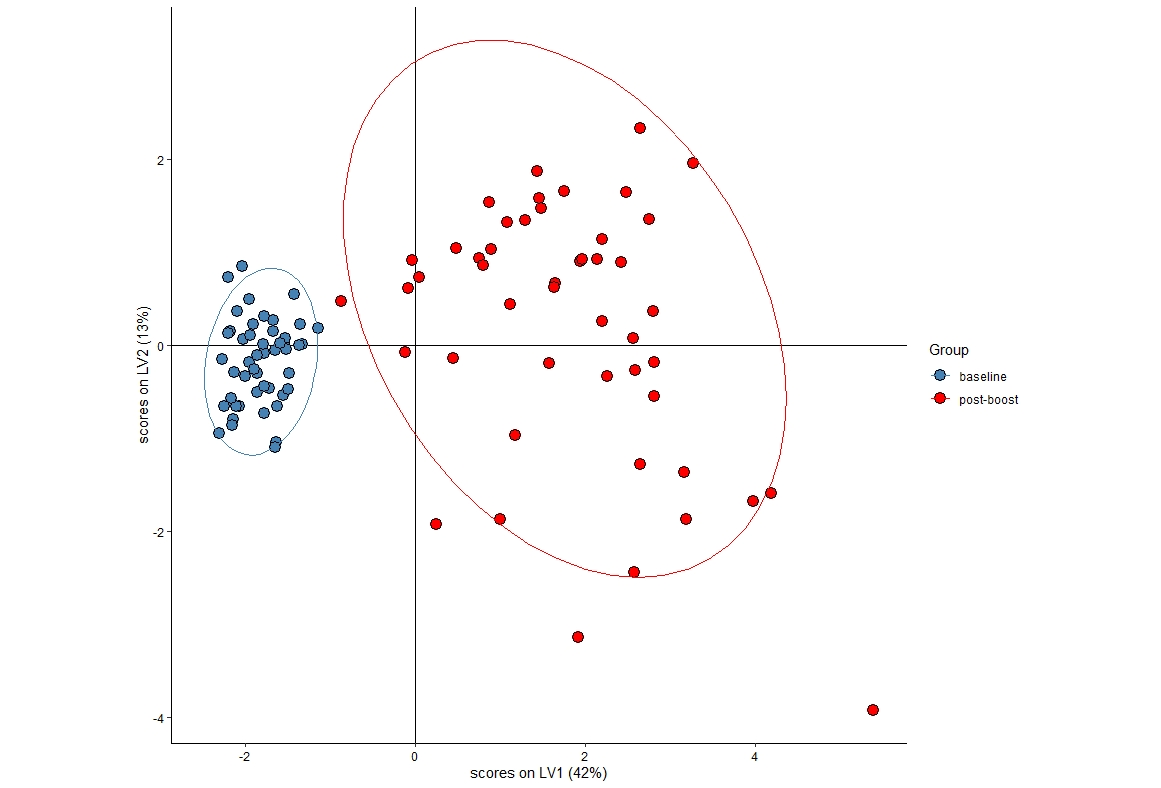 2
0
-2
-4
scores on LV2 (13%)
-2
0
2
4
scores on LV1 (42%)
Group
baseline
post-boost